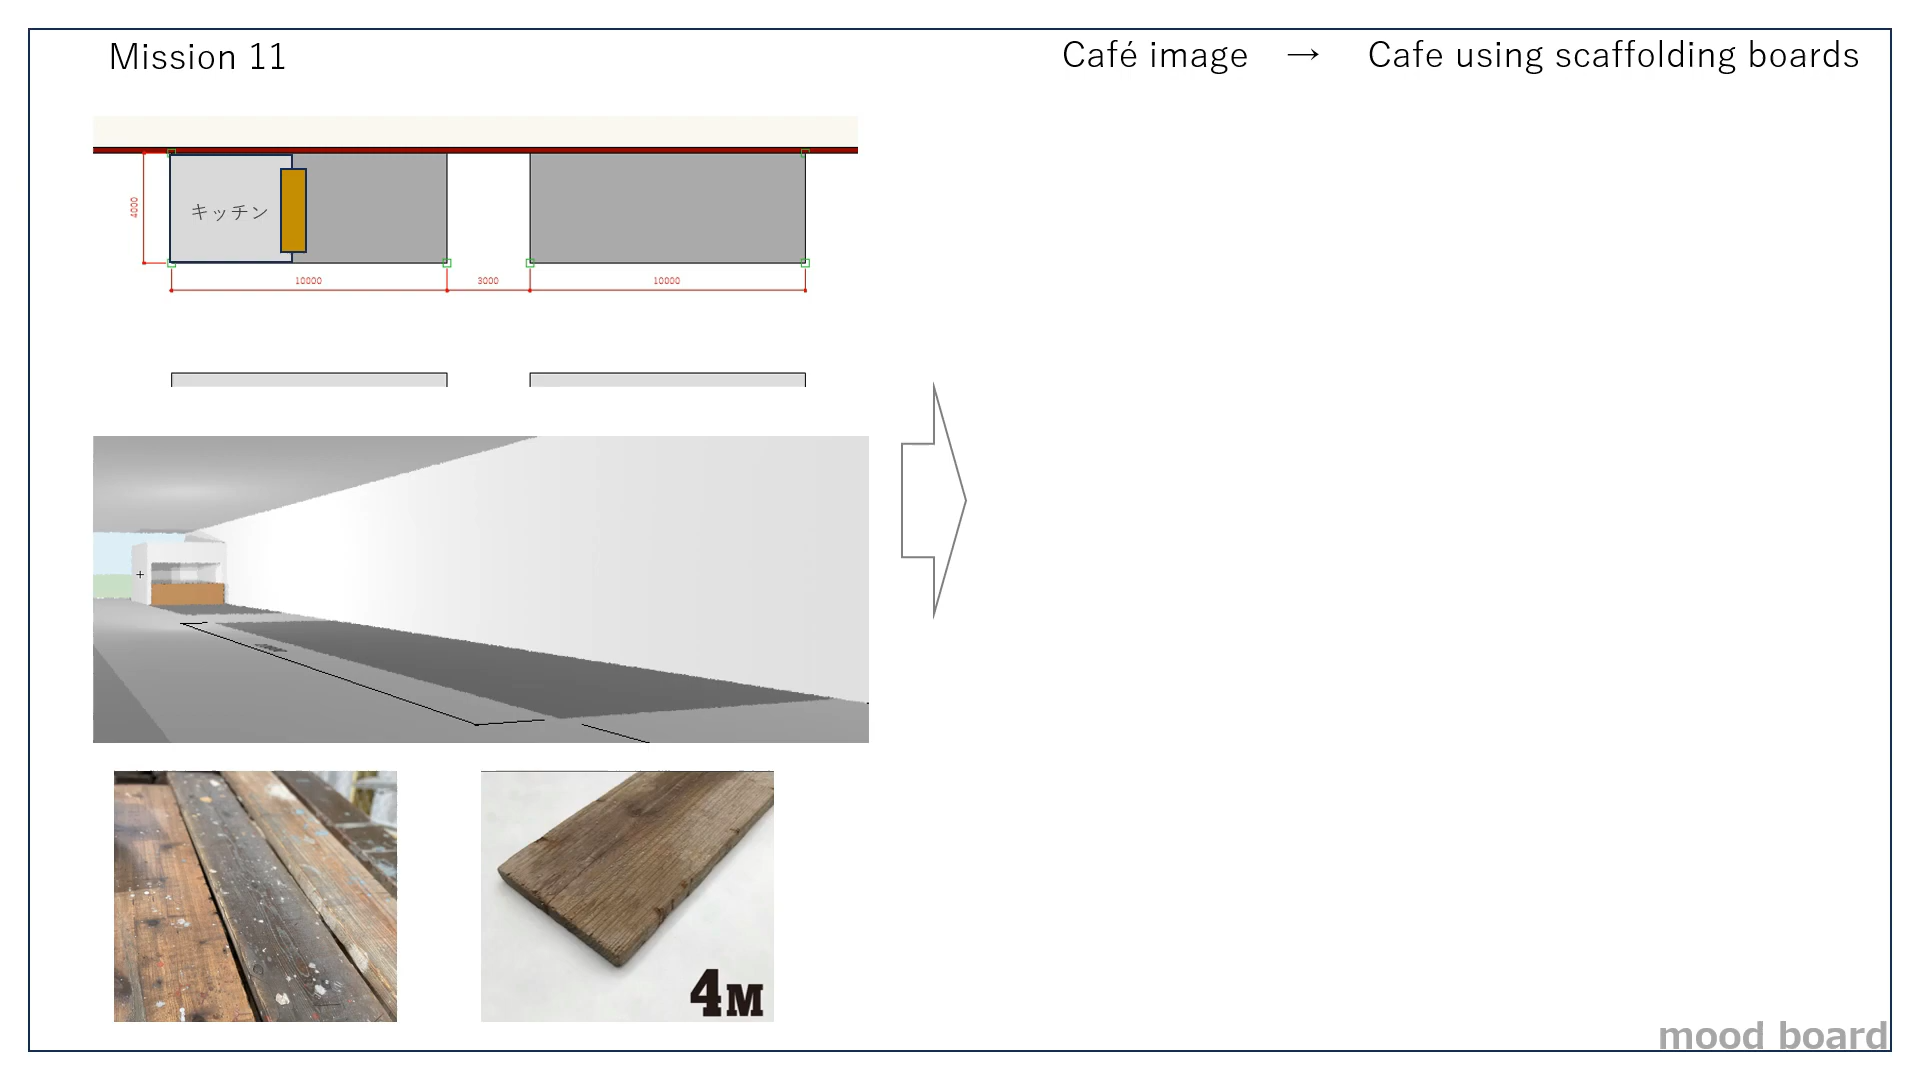 Mission 11
Café image → Cafe using scaffolding boards
キッチン
4000
10000
3000
10000
4M
mood board